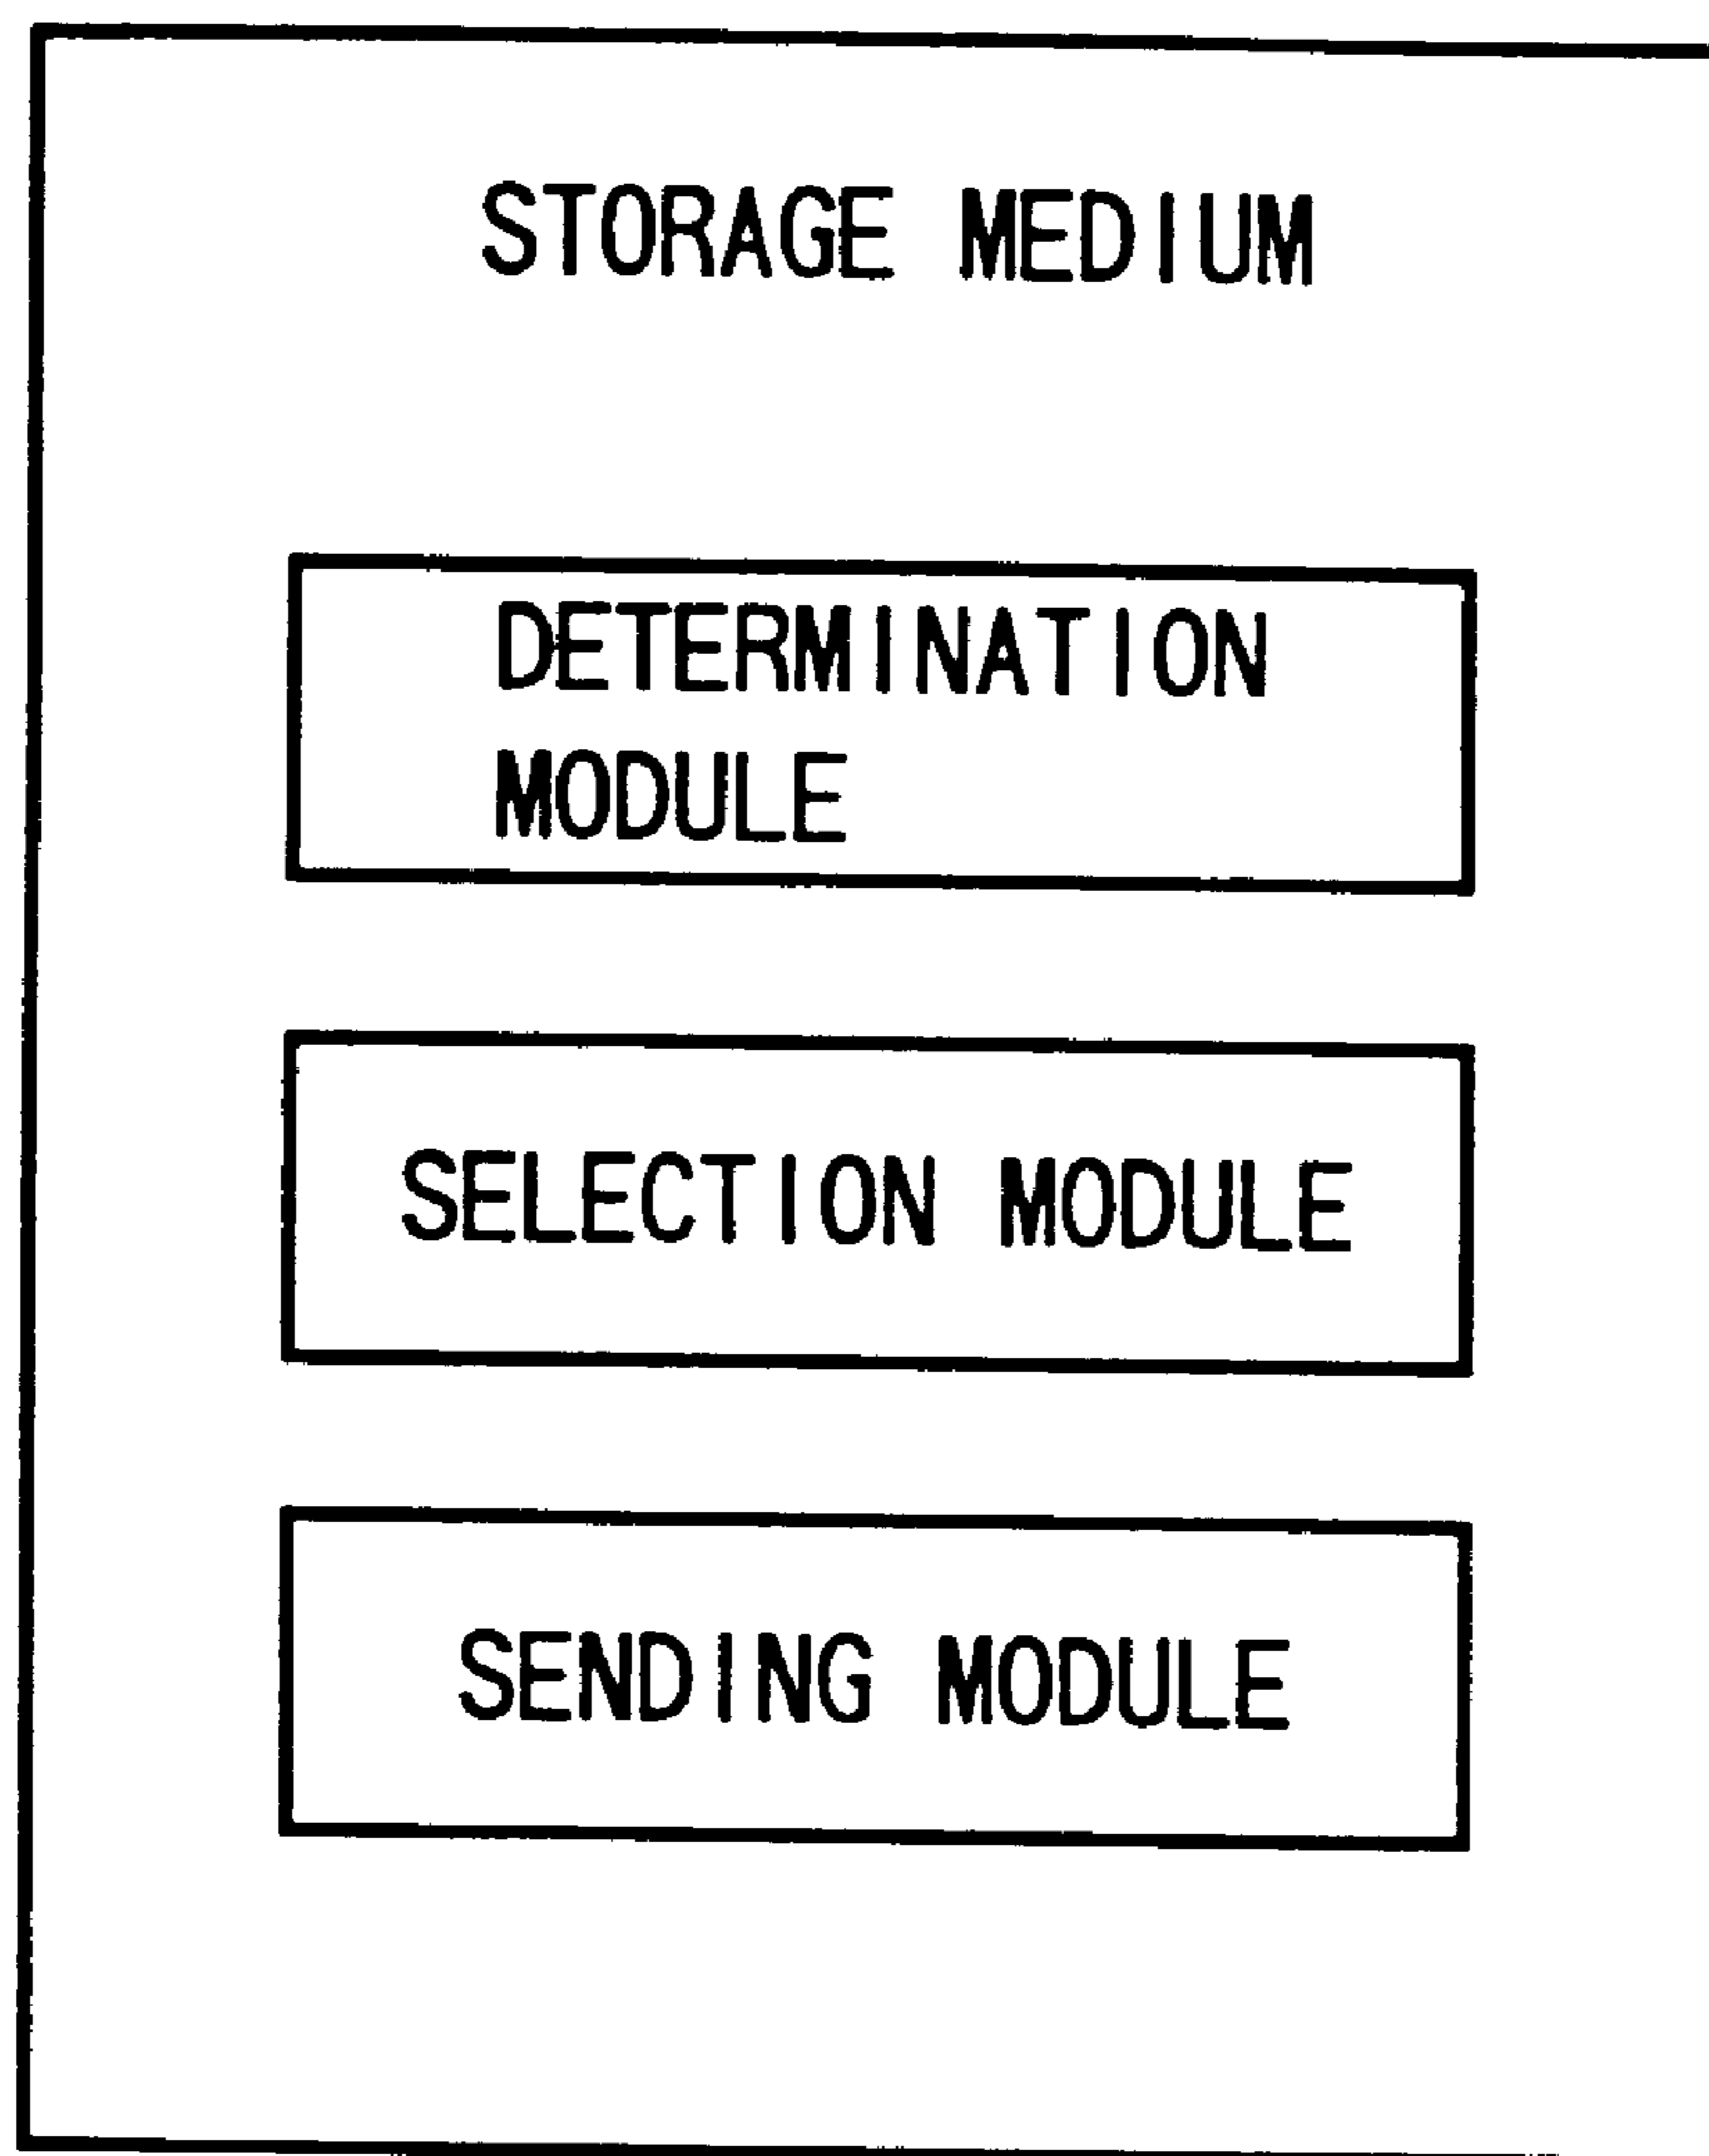 STORAGE MEDIUM
DETERMINATION
MODULE
SELECTION MODULE
SENDING MODULE